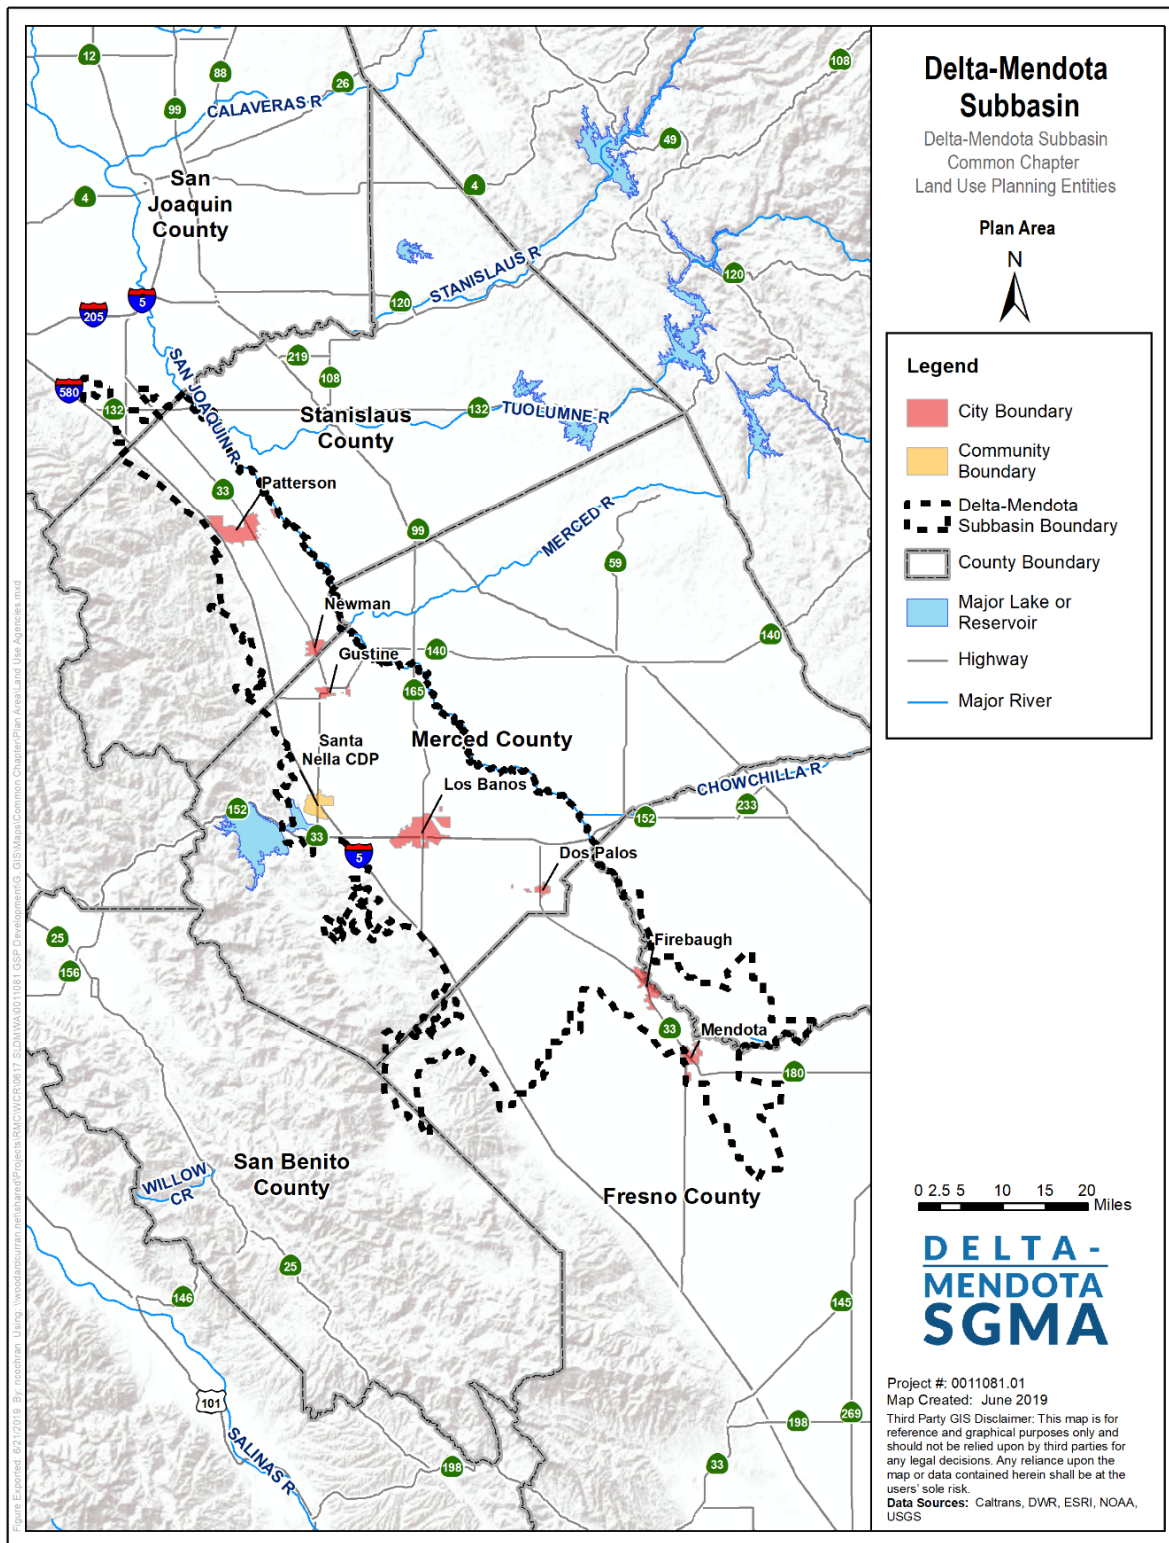 Delta-Mendota
Subbasin
Delta-Mendota Subbasin
Common Chapter
Land Use Planning Entities
Plan Area
N
Legend
City Boundary
Community
Boundary
Delta-Mendota
Subbasin Boundary
County Boundary
Major Lake or
Reservoir
Highway
Major River
0 2.5 5 10 15 20
Miles
DELTA-
MENDOTA
SGMA
Project #: 0011081.01
Map Created: June 2019
Third Party GIS Disclaimer: This map is for
reference and graphical purposes only and
should not be relied upon by third parties for
any legal decisions. Any reliance upon the
map or data contained herein shall be at the
users' sole risk.
Data Sources: Caltrans, DWR, ESRI, NOAA,
USGS
12
88
26
108
99
CALAVERAS R
49
4
San
Joaquin
County
4
STANISLAUS R
120
5
205
120
219
108
SAN JOAQUIN R
580
132
Stanislaus
County
132
TUOLUMNE R
33
Patterson
99
MERCED R
59
Newman
140
140
Gustine
165
Santa
Nella CDP
Merced County
Los Banos
CHOWCHILLA R
233
152
152
33
5
Dos Palos
25
156
Firebaugh
33
Mendota
180
San Benito
County
WILLOW
CR
Fresno County
25
146
145
101
SALINAS R
198
269
198
33